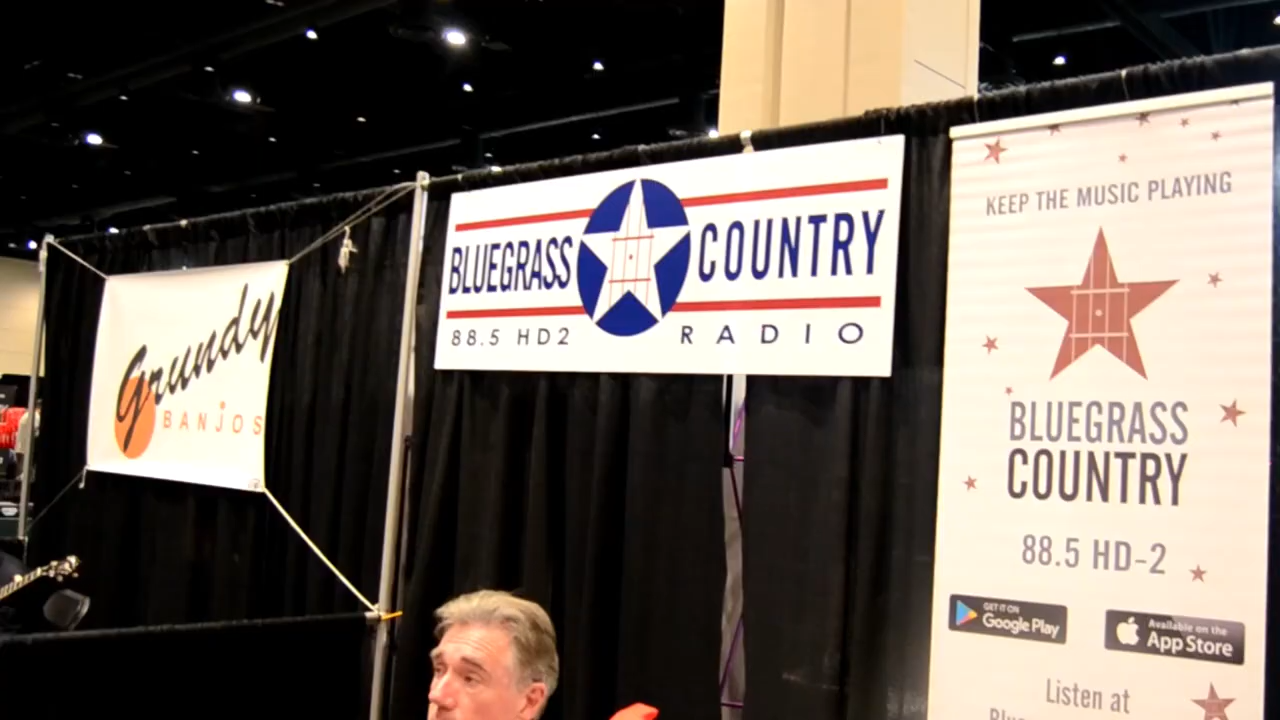 Grundy
BANJOS
BLUEGRASS COUNTRY
88.5 HD2 RADIO
KEEP THE MUSIC PLAYING
BLUEGRASS
COUNTRY
88.5 HD-2
GET IT ON
Google Play
Available on the
App Store
Listen at